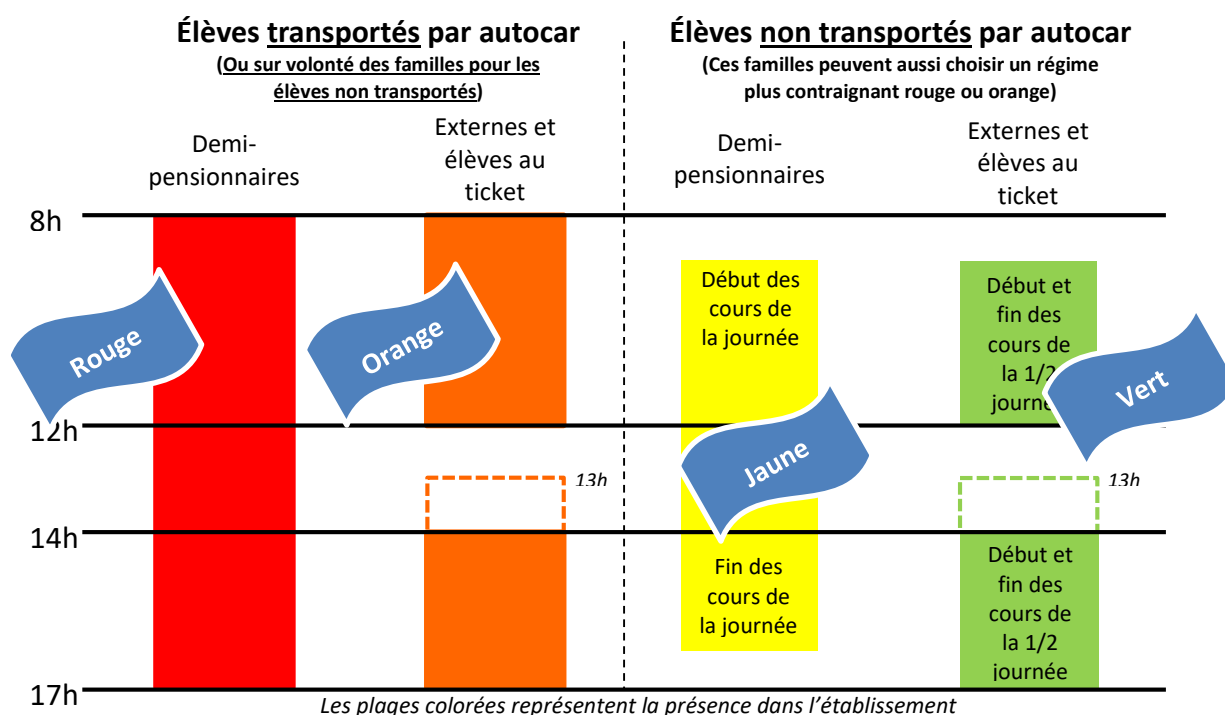 Élèves transportés par autocar
(Ou sur volonté des familles pour les
élèves non transportés)
Élèves non transportés par autocar
(Ces familles peuvent aussi choisir un régime
plus contraignant rouge ou orange)
Demi-
pensionnaires
Externes et
élèves au
ticket
Demi-
pensionnaires
Externes et
élèves au
ticket
8h
Rouge
Orange
Début des
cours de
la journée
Début et
fin des
cours de
la 1/2
journée
Vert
12h
Jaune
13h
13h
14h
Fin des
cours de
la journée
Début et
fin des
cours de
la 1/2
journée
17h
Les plages colorées représentent la présence dans l'établissement